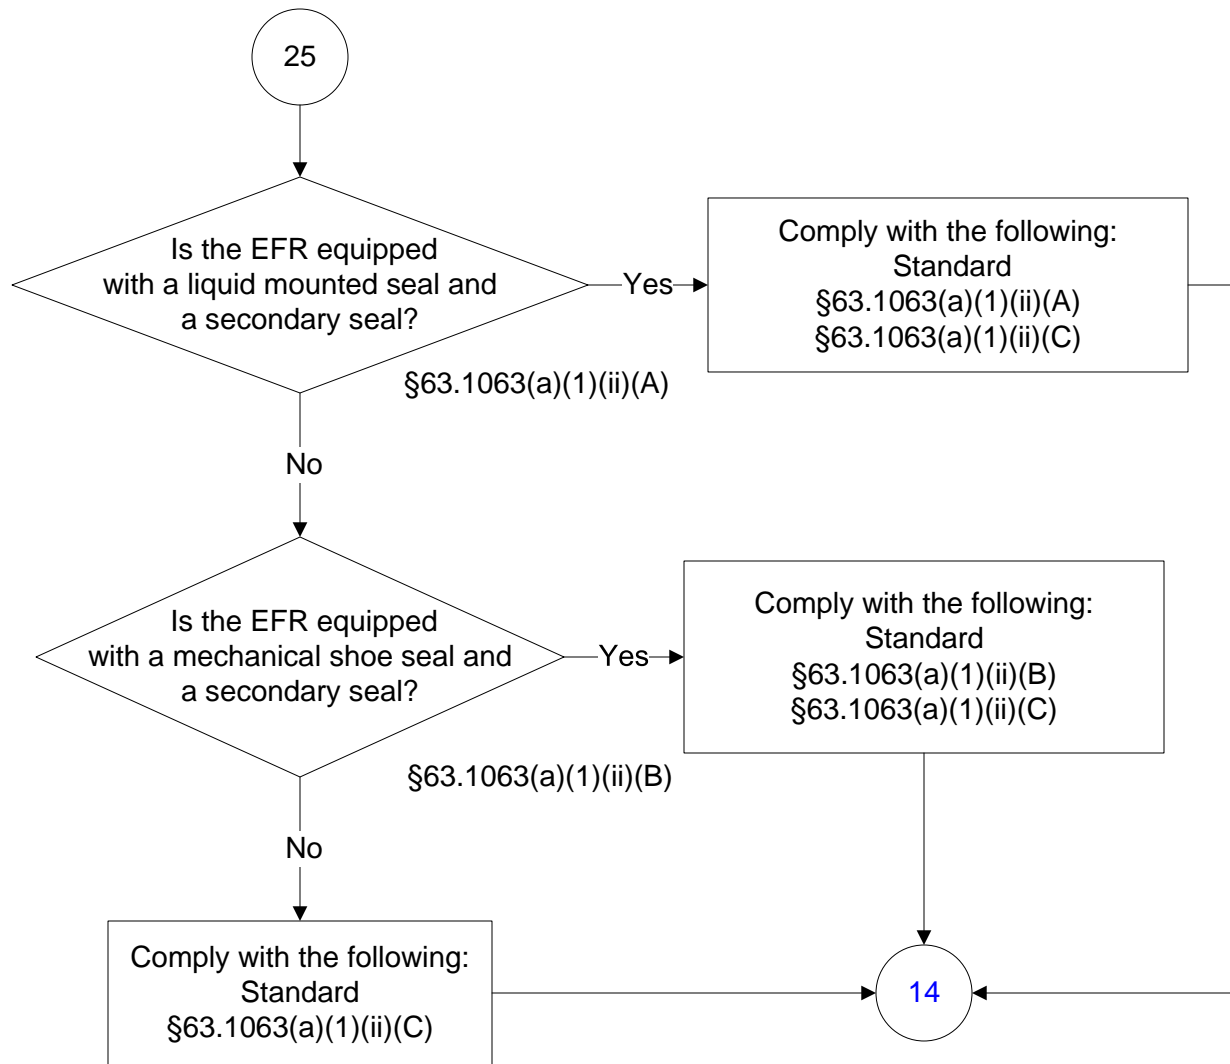 25
Is the EFR equipped
with a liquid mounted seal and
a secondary seal?
Yes
Comply with the following:
Standard
§63.1063(a)(1)(ii)(A)
§63.1063(a)(1)(ii)(C)
§63.1063(a)(1)(ii)(A)
No
Is the EFR equipped
with a mechanical shoe seal and
a secondary seal?
Yes
Comply with the following:
Standard
§63.1063(a)(1)(ii)(B)
§63.1063(a)(1)(ii)(C)
§63.1063(a)(1)(ii)(B)
No
Comply with the following:
Standard
§63.1063(a)(1)(ii)(C)
14